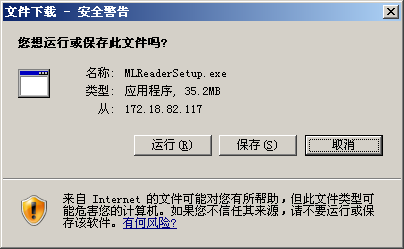 文件下载 - 安全警告
您想运行或保存此文件吗?
名称: MLReaderSetup.exe
类型: 应用程序, 35.2MB
从: 172.18.82.117
运行(R) 保存(S) 取消
来自 Internet 的文件可能对您有所帮助，但此文件类型可
能危害您的计算机。如果您不信任其来源，请不要运行或保
存该软件。有何风险?